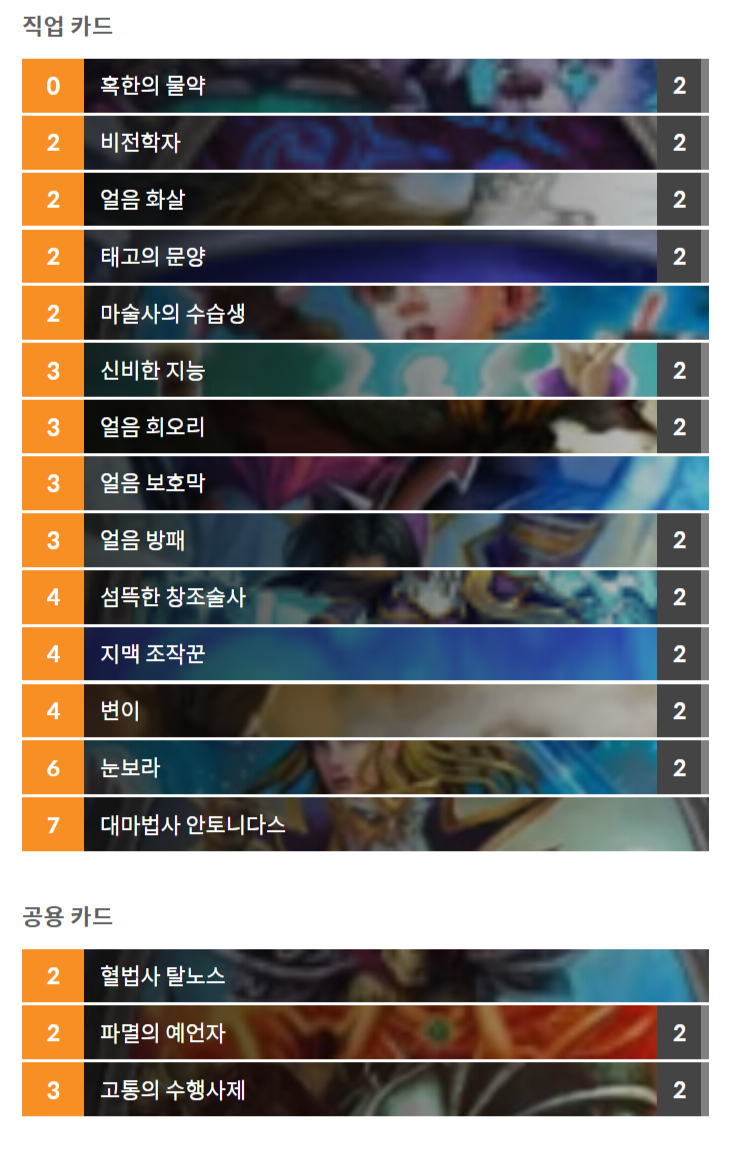 직업 카드
0 혹한의 물약 2
2 비전학자 2
2 얼음 화살 2
2 태고의 문양 2
2 마술사의 수습생
3 신비한 지능 2
3 얼음 회오리 2
3 얼음 보호막
3 얼음 방패 2
4 섬뜩한 창조술사 2
4 지맥 조작꾼 2
4 변이 2
6 눈보라 2
7 대마법사 안토니다스
공용 카드
2 혈법사 탈노스
2 파멸의 예언자 2
3 고통의 수행사제 2